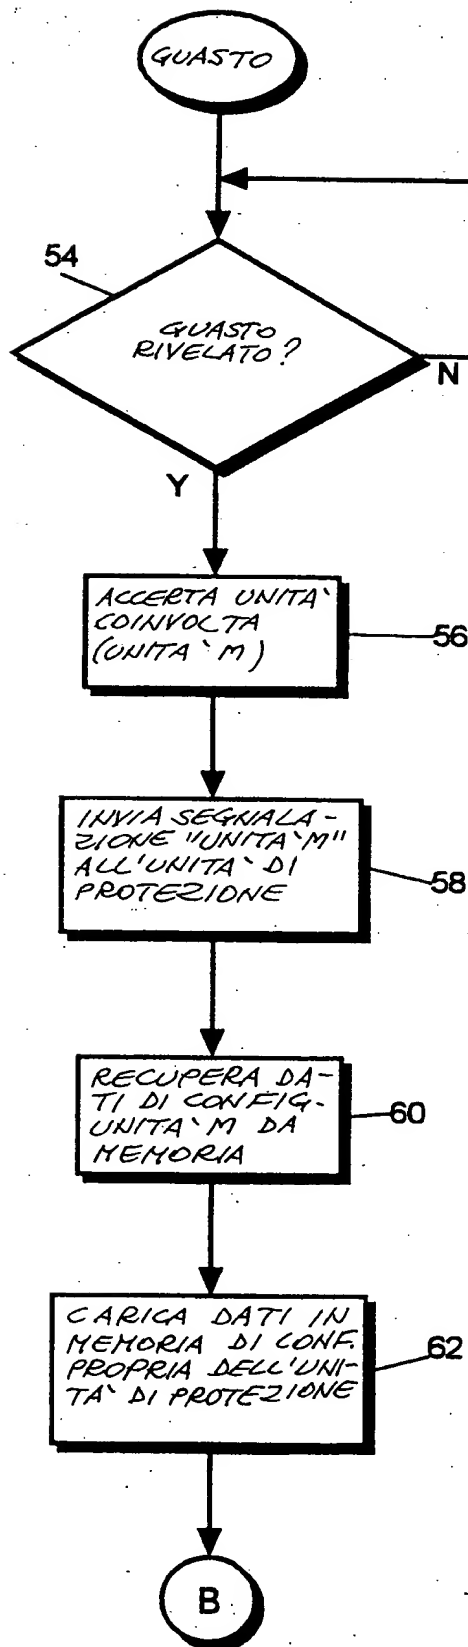 GUASTO
54
GUASTO
RIVELATO?
N
Y
ACCERTA UNITA`
COINVOLTA
(UNITA` M)
56
INVIA SEGNALA-
ZIONE "UNITA` M"
ALL'UNITA` DI
PROTEZIONE
58
RECUPERA DA-
TI DI CONFIG-
UNITA` M DA
MEMORIA
60
CARICA DATI IN
MEMORIA DI CONF.
PROPRIA DELL'UNI-
TA` DI PROTEZIONE
62
B